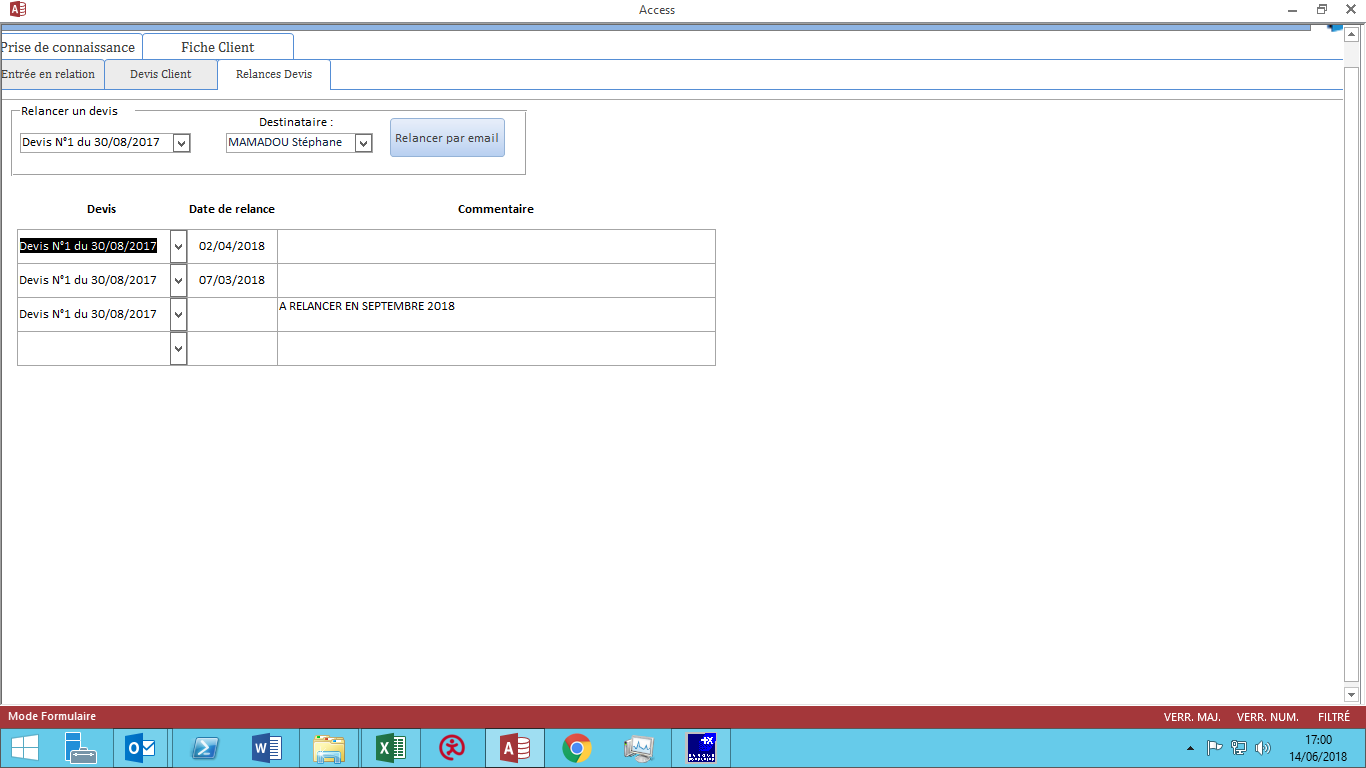 Access
Prise de connaissance
Fiche Client
Entrée en relation
Devis Client
Relances Devis
Relancer un devis
Destinataire :
Devis N°1 du 30/08/2017
MAMADOU Stéphane
Relancer par email
Devis
Date de relance
Commentaire
Devis N°1 du 30/08/2017
02/04/2018
Devis N°1 du 30/08/2017
07/03/2018
Devis N°1 du 30/08/2017
A RELANCER EN SEPTEMBRE 2018
Mode Formulaire
VERR. MAJ.
VERR. NUM.
FILTRÉ
17:00
14/06/2018